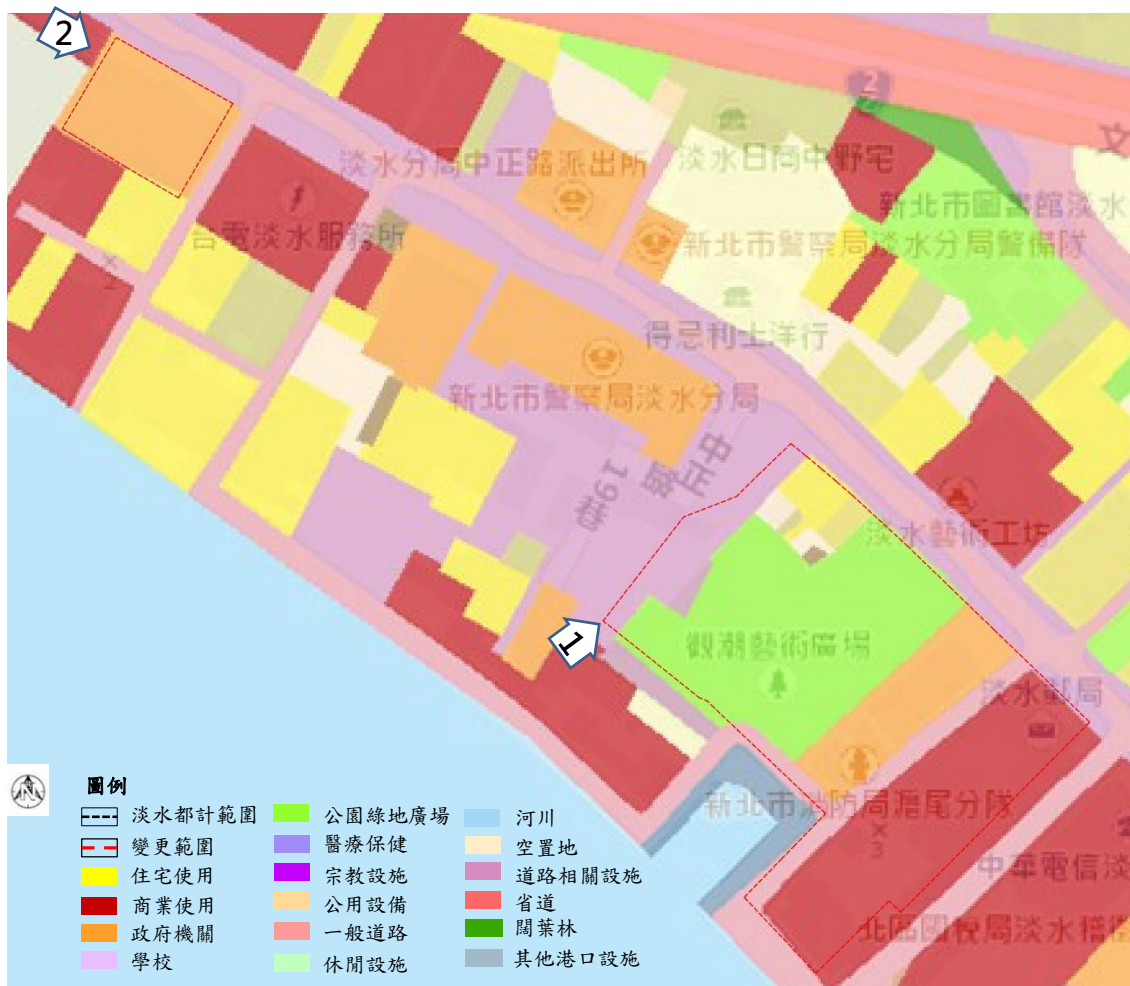 2
2
文
淡水分局中正路派出所
淡水日商中野宅
新北市圖書館淡水
台電淡水服務所
新北市警察局淡水分局警備隊
得忌利士洋行
新北市警察局淡水分局
中正
路
19巷
淡水藝術工坊
1
觀潮藝術廣場
淡水郵局
新北市消防局滬尾分隊
中華電信淡
北區國稅局淡水稽徵
N
圖例
淡水都計範圍
公園綠地廣場
河川
變更範圍
醫療保健
空置地
住宅使用
宗教設施
道路相關設施
商業使用
公用設備
省道
政府機關
一般道路
闊葉林
學校
休閒設施
其他港口設施